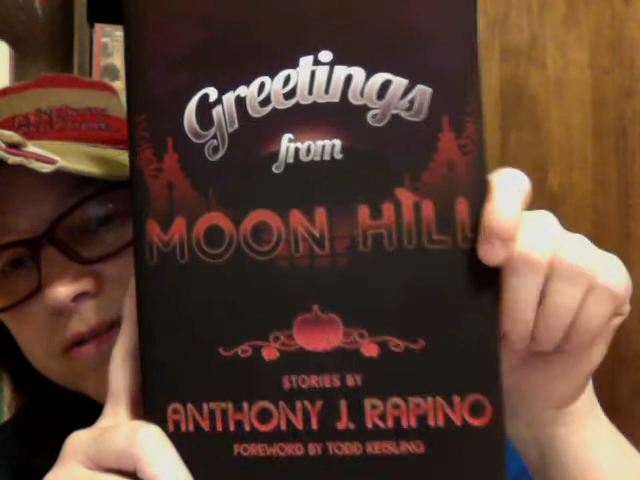 Greetings
from
MOON HILL
STORIES BY
ANTHONY J. RAPINO
FOREWORD BY TODD KEISLING